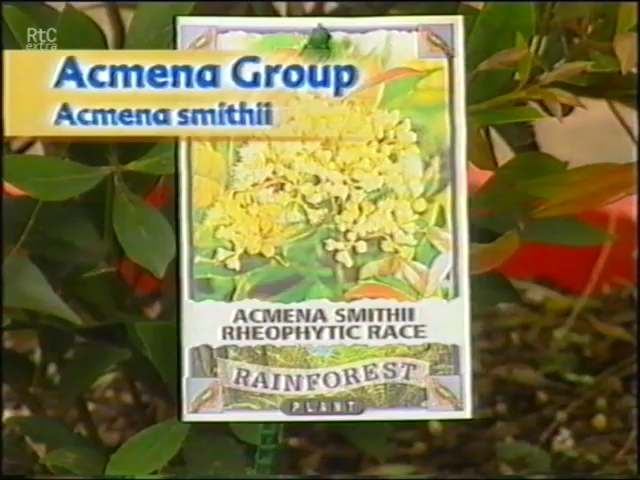 RtC
extra
Acmena Group
Acmena smithii
ACMENA SMITHII
RHEOPHYTIC RACE
RAINFOREST
PLANT